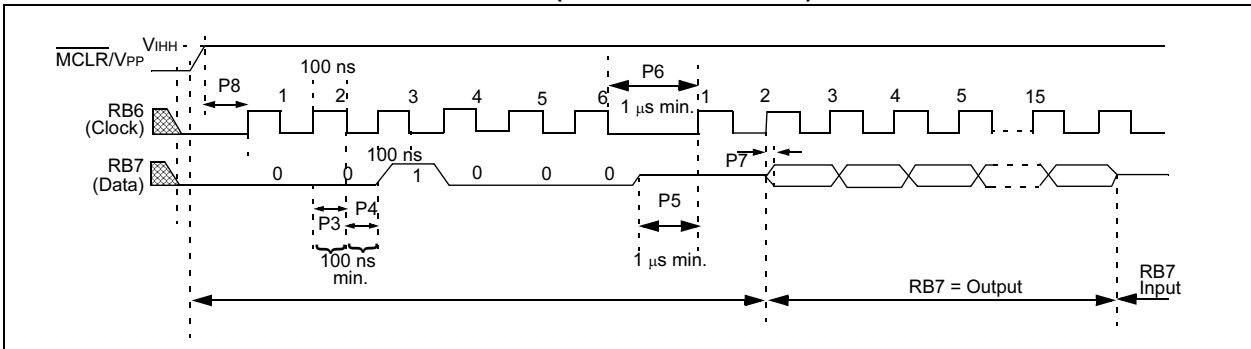 VIHH
MCLR/VPP
100 ns
P8
P6
1 2 3 4 5 6 1 µs min. 1 2 3 4 5 15
RB6
(Clock)
100 ns
P7
RB7
(Data)
0 0 1 0 0 0
P3
P4
P5
100 ns
min.
1 µs min.
RB7 = Output
RB7
Input